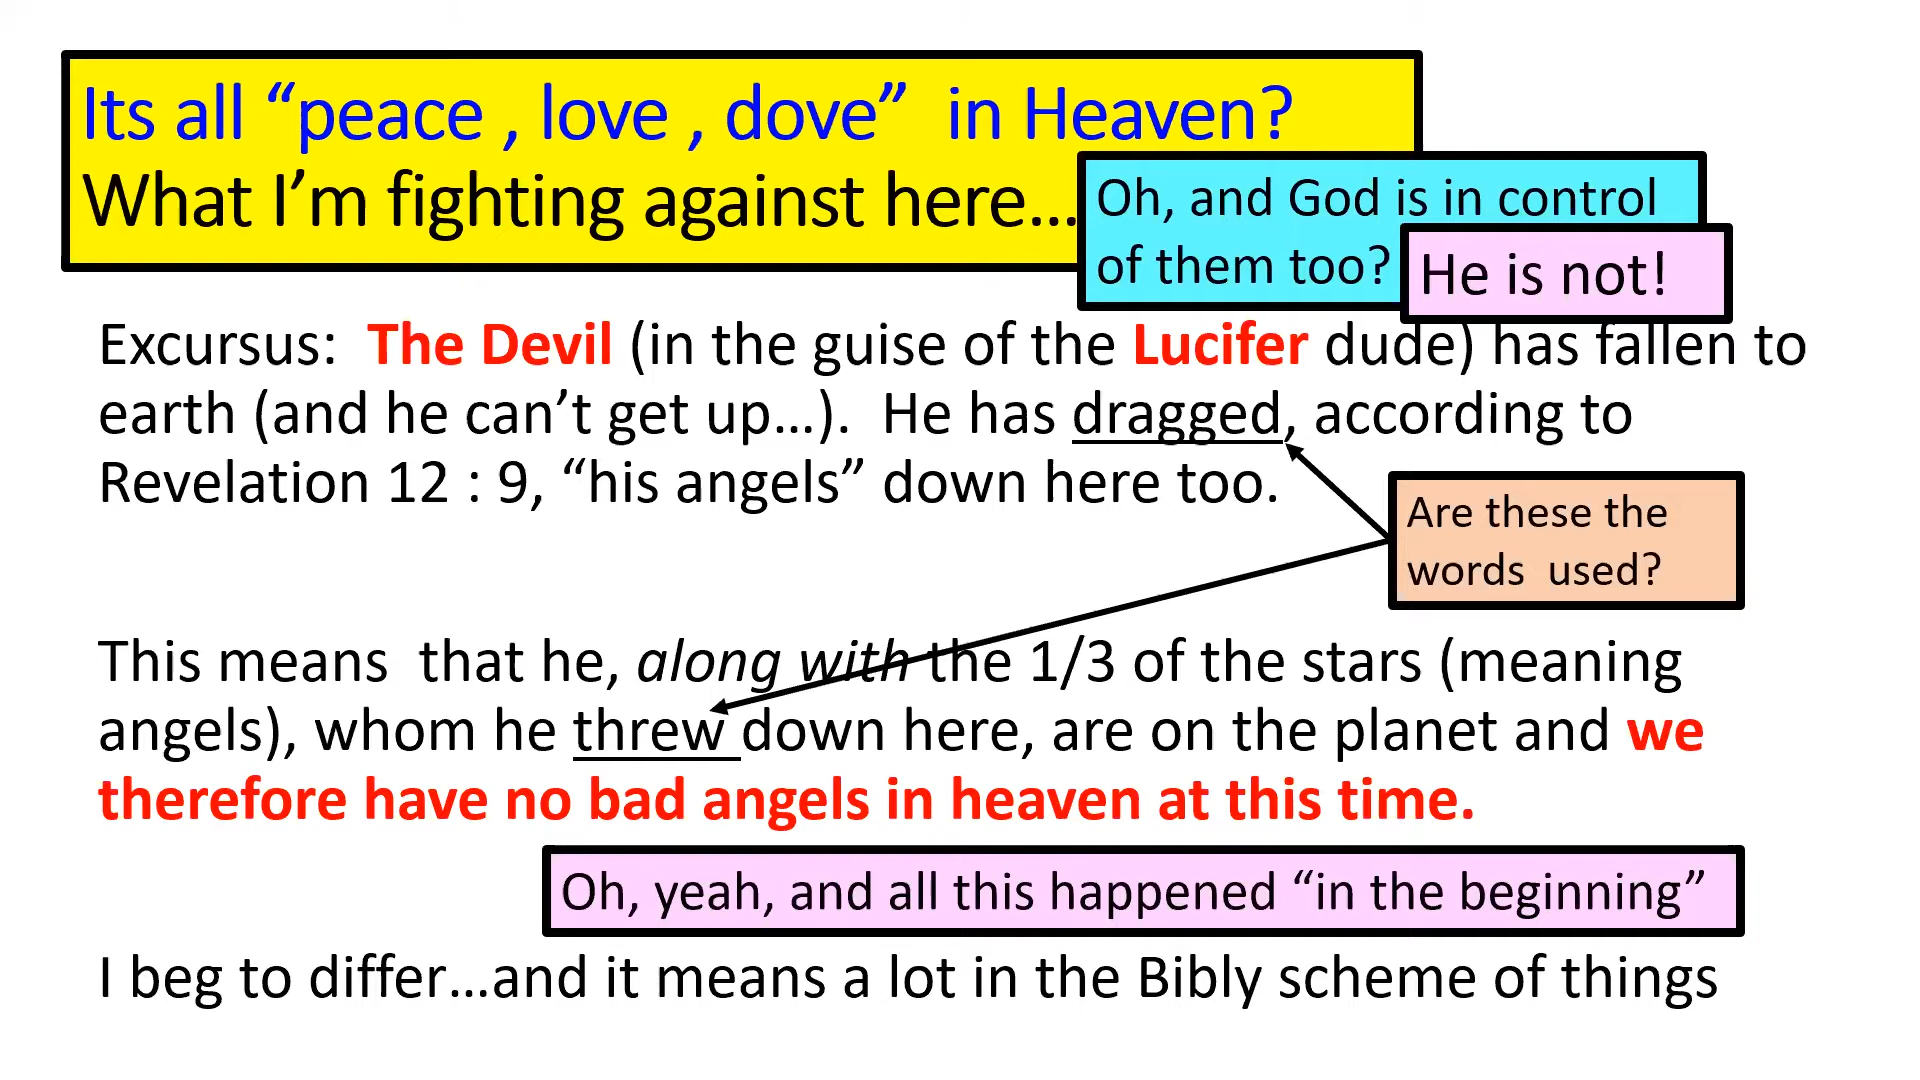 Its all “peace , love , dove”  in Heaven?
What I’m fighting against here…
Oh, and God is in control
of them too?
He is not!
Excursus:  The Devil (in the guise of the Lucifer dude) has fallen to
earth (and he can’t get up…).  He has dragged, according to
Revelation 12 : 9, “his angels” down here too.
Are these the
words  used?
This means  that he, along with the 1/3 of the stars (meaning
angels), whom he threw down here, are on the planet and we
therefore have no bad angels in heaven at this time.
Oh, yeah, and all this happened “in the beginning”
I beg to differ…and it means a lot in the Bibly scheme of things